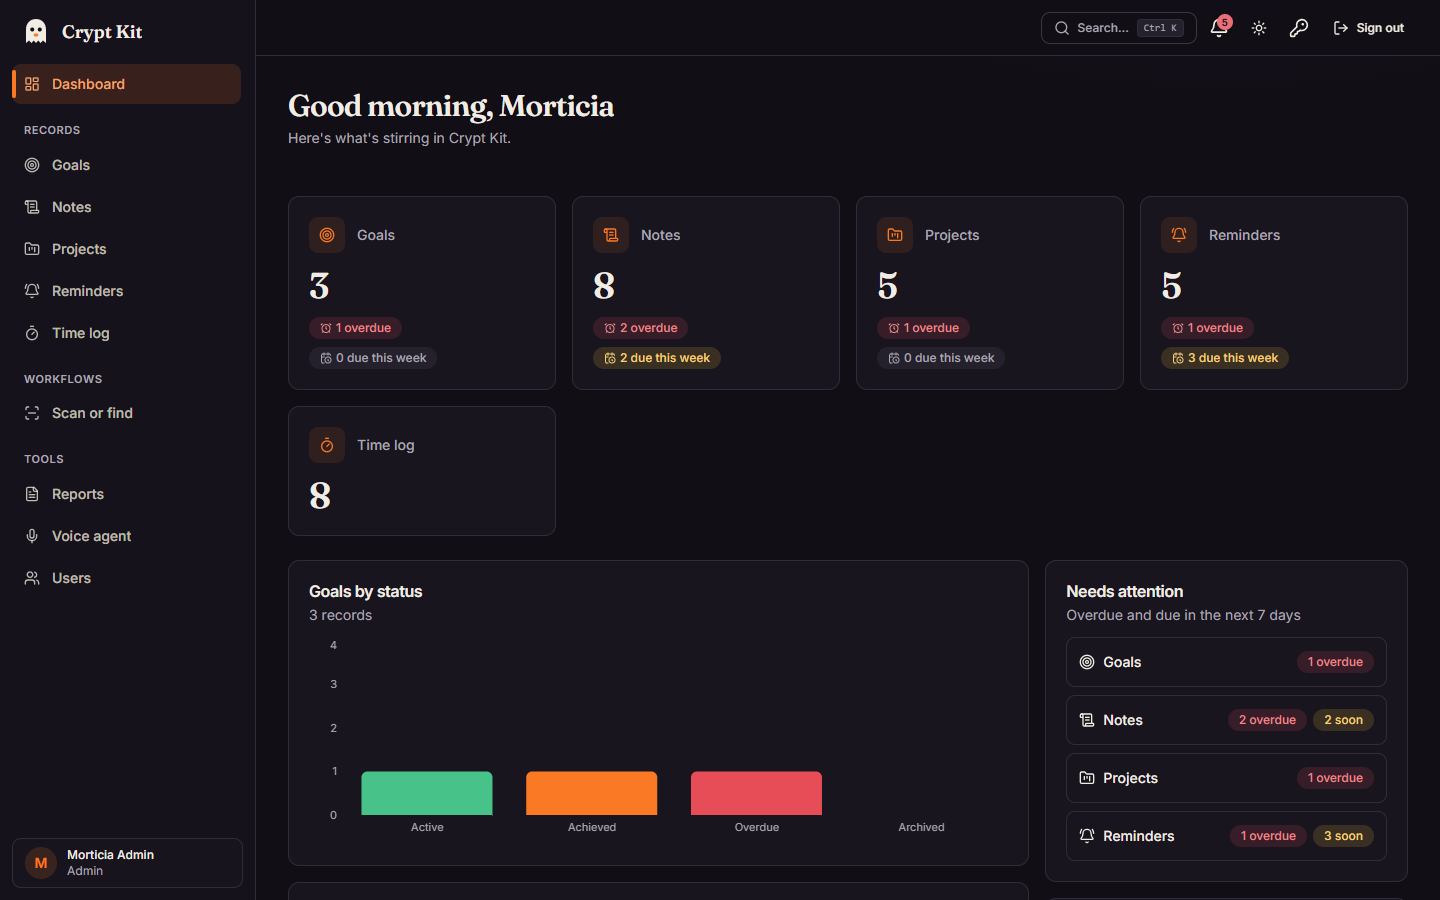 Crypt Kit
Search... Ctrl K
5
Sign out
Dashboard
RECORDS
Goals
Notes
Projects
Reminders
Time log
WORKFLOWS
Scan or find
TOOLS
Reports
Voice agent
Users
M
Morticia Admin
Admin
Good morning, Morticia
Here's what's stirring in Crypt Kit.
Goals
3
1 overdue
0 due this week
Notes
8
2 overdue
2 due this week
Projects
5
1 overdue
0 due this week
Reminders
5
1 overdue
3 due this week
Time log
8
Goals by status
3 records
4
3
2
1
0
Active
Achieved
Overdue
Archived
Needs attention
Overdue and due in the next 7 days
Goals 1 overdue
Notes 2 overdue 2 soon
Projects 1 overdue
Reminders 1 overdue 3 soon